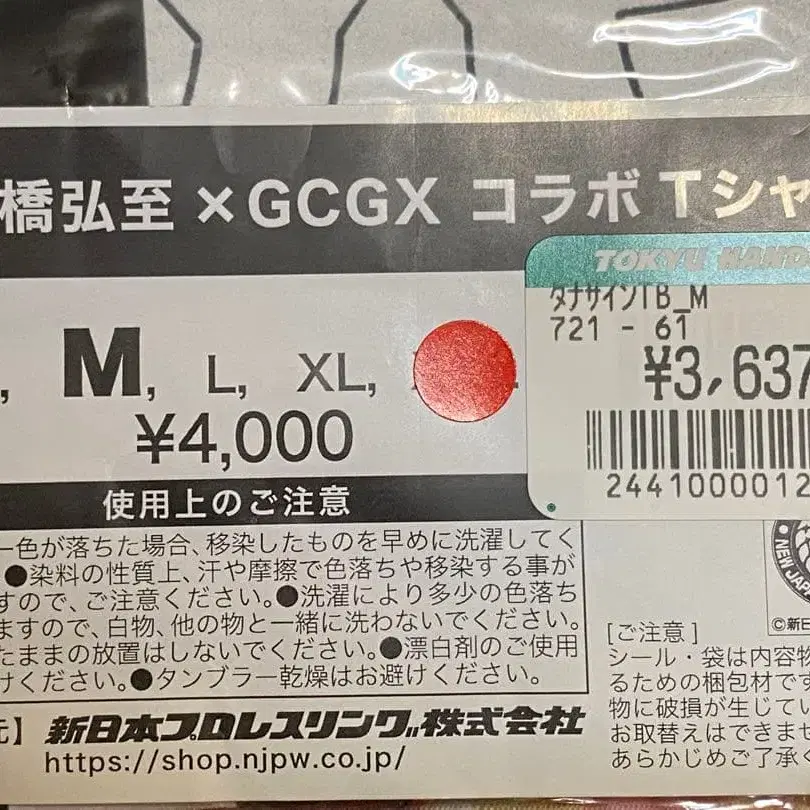 橋弘至×GCGX コラボ Tシャ
TOKYU HANDS
タナサインTB_M
721 - 61
¥3,637
2441000012
, M, L, XL,
¥4,000
使用上のご注意
一色が落ちた場合、移染したものを早めに洗濯してく
●染料の性質上、汗や摩擦で色落ちや移染する事が
すので、ご注意ください。●洗濯により多少の色落ち
ますので、白物、他の物と一緒に洗わないでください。
たままの放置はしないでください。●漂白剤のご使用
けください。●タンブラー乾燥はお避けください。
元】新日本プロレスリング株式会社
https://shop.njpw.co.jp/
NEW JAPA
©新日
[ご注意]
シール・袋は内容物
るための梱包材です
物に破損が生じてい
お取替えはできませ
あらかじめご了承く